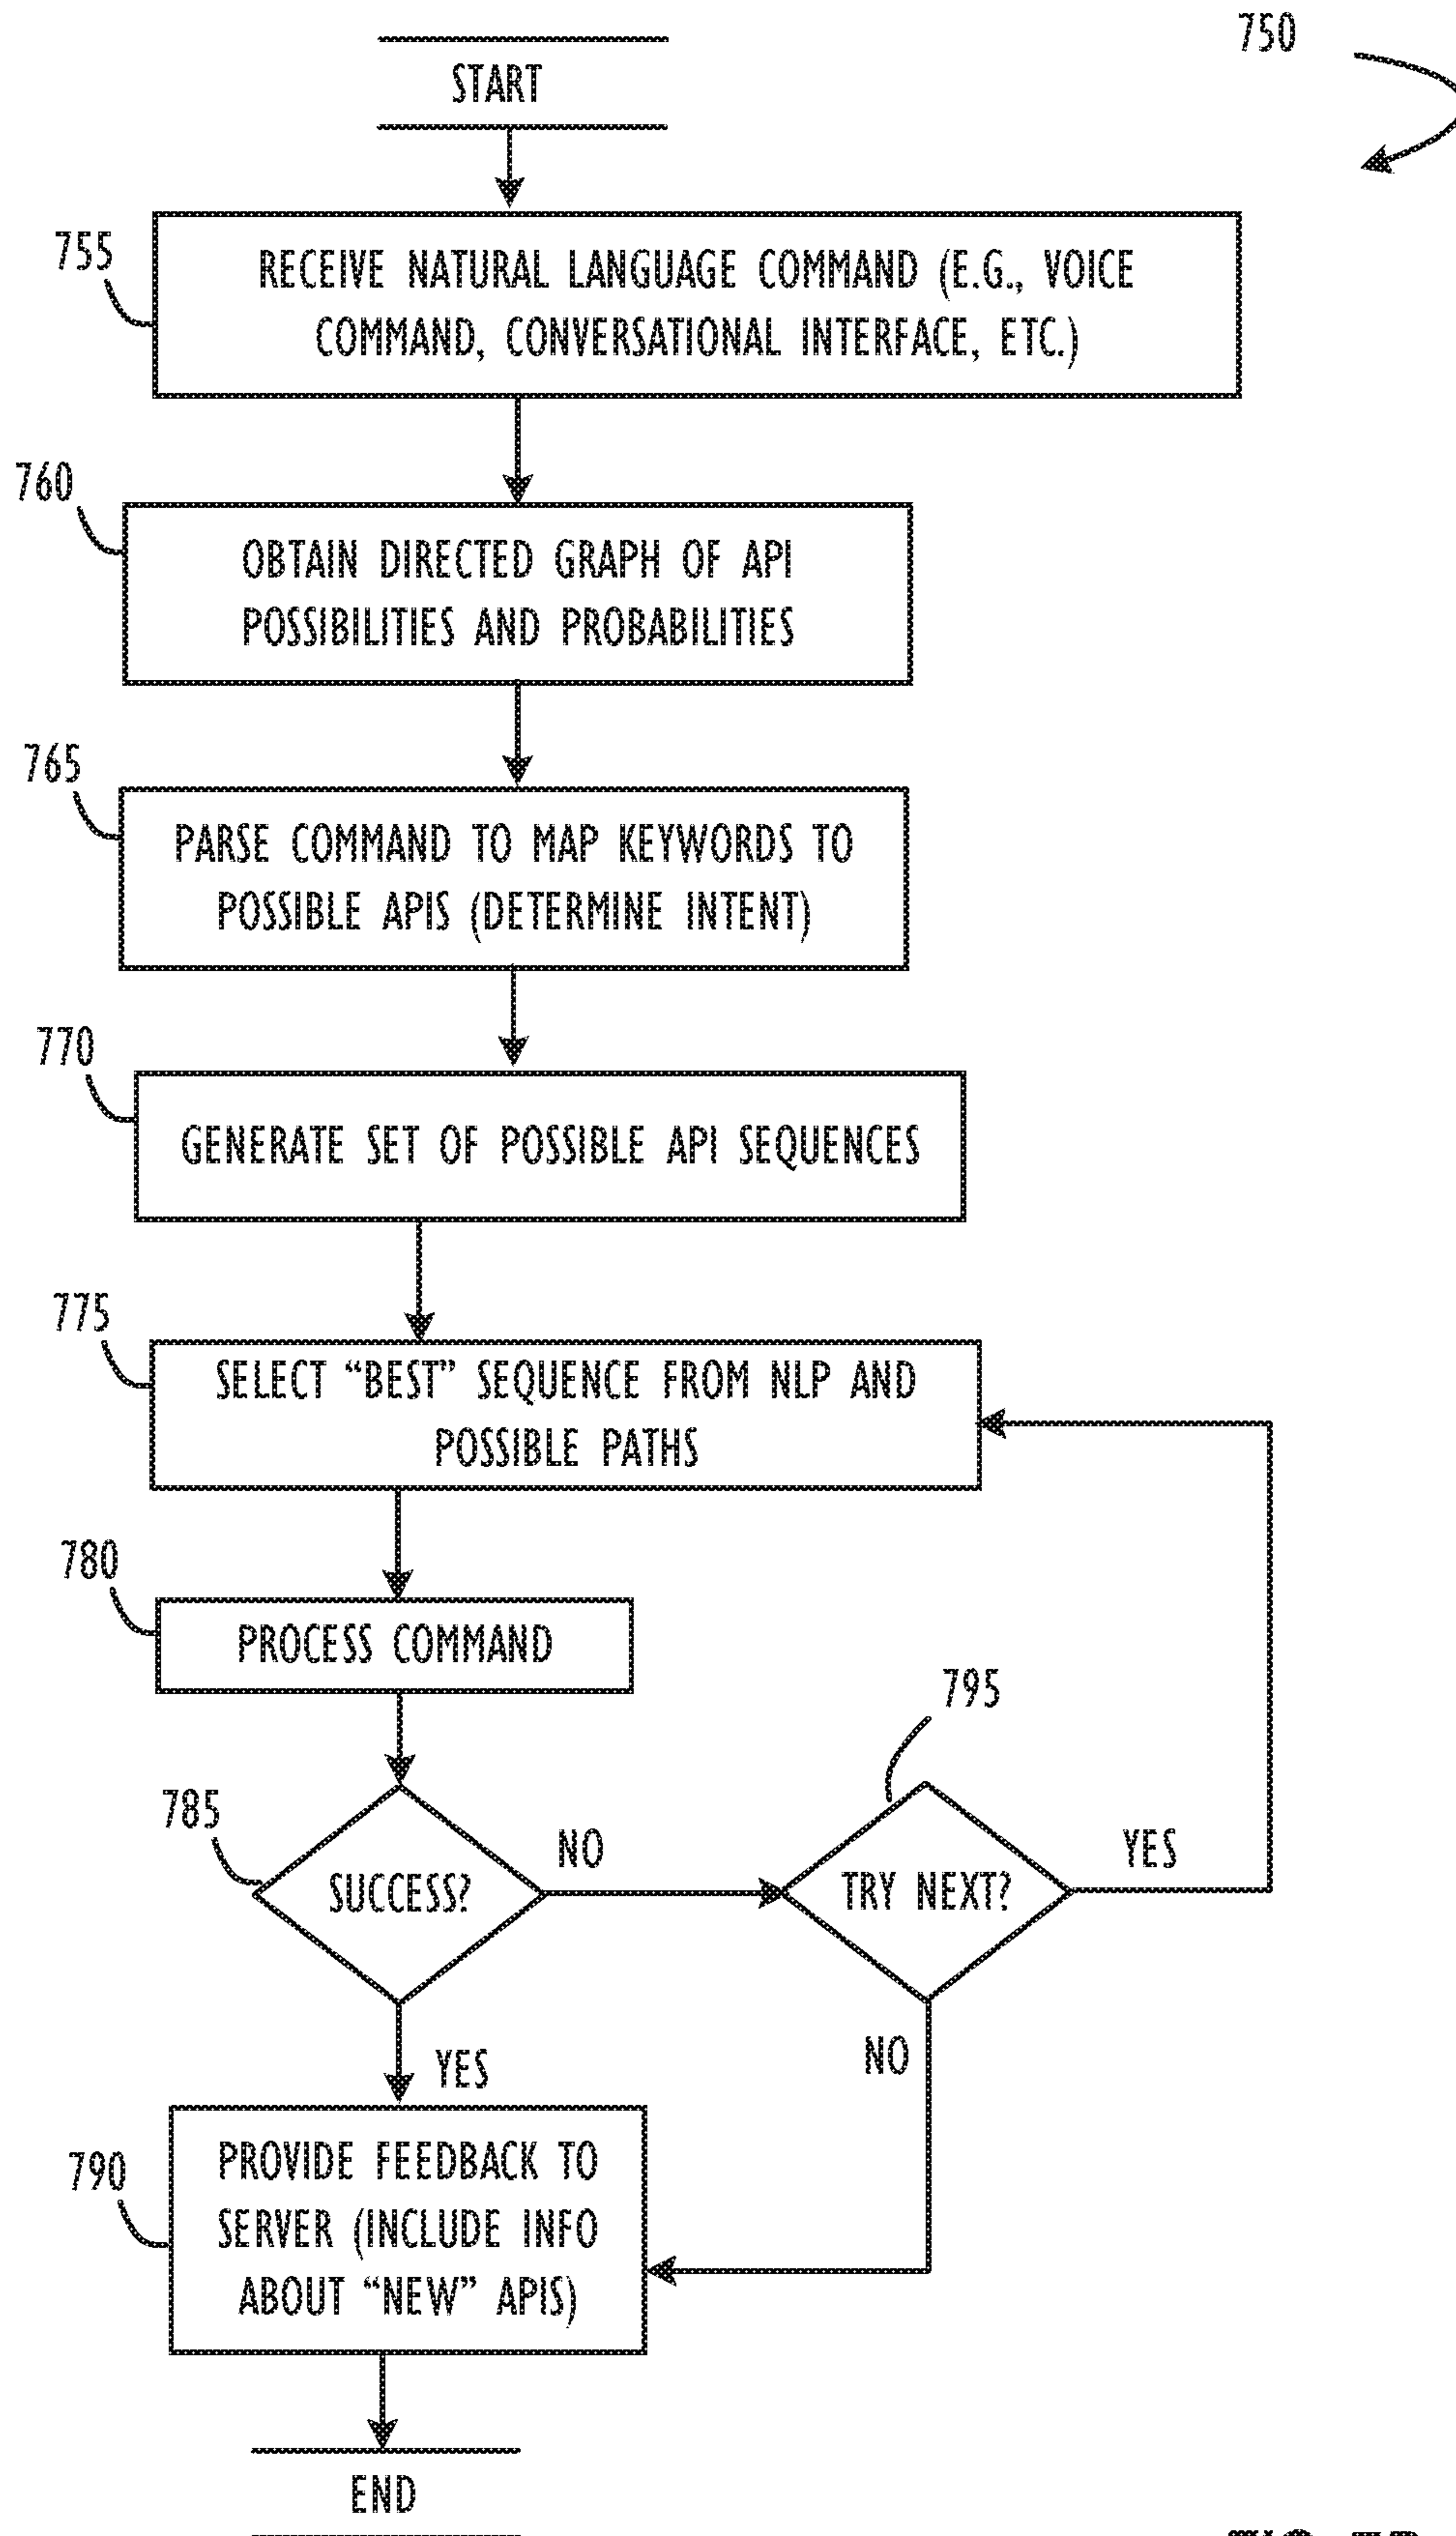 750
START
755
RECEIVE NATURAL LANGUAGE COMMAND (E.G., VOICE
COMMAND, CONVERSATIONAL INTERFACE, ETC.)
760
OBTAIN DIRECTED GRAPH OF API
POSSIBILITIES AND PROBABILITIES
765
PARSE COMMAND TO MAP KEYWORDS TO
POSSIBLE APIS (DETERMINE INTENT)
770
GENERATE SET OF POSSIBLE API SEQUENCES
775
SELECT “BEST” SEQUENCE FROM NLP AND
POSSIBLE PATHS
780
PROCESS COMMAND
795
785
SUCCESS?
NO
TRY NEXT?
YES
YES
NO
790
PROVIDE FEEDBACK TO
SERVER (INCLUDE INFO
ABOUT “NEW” APIS)
END